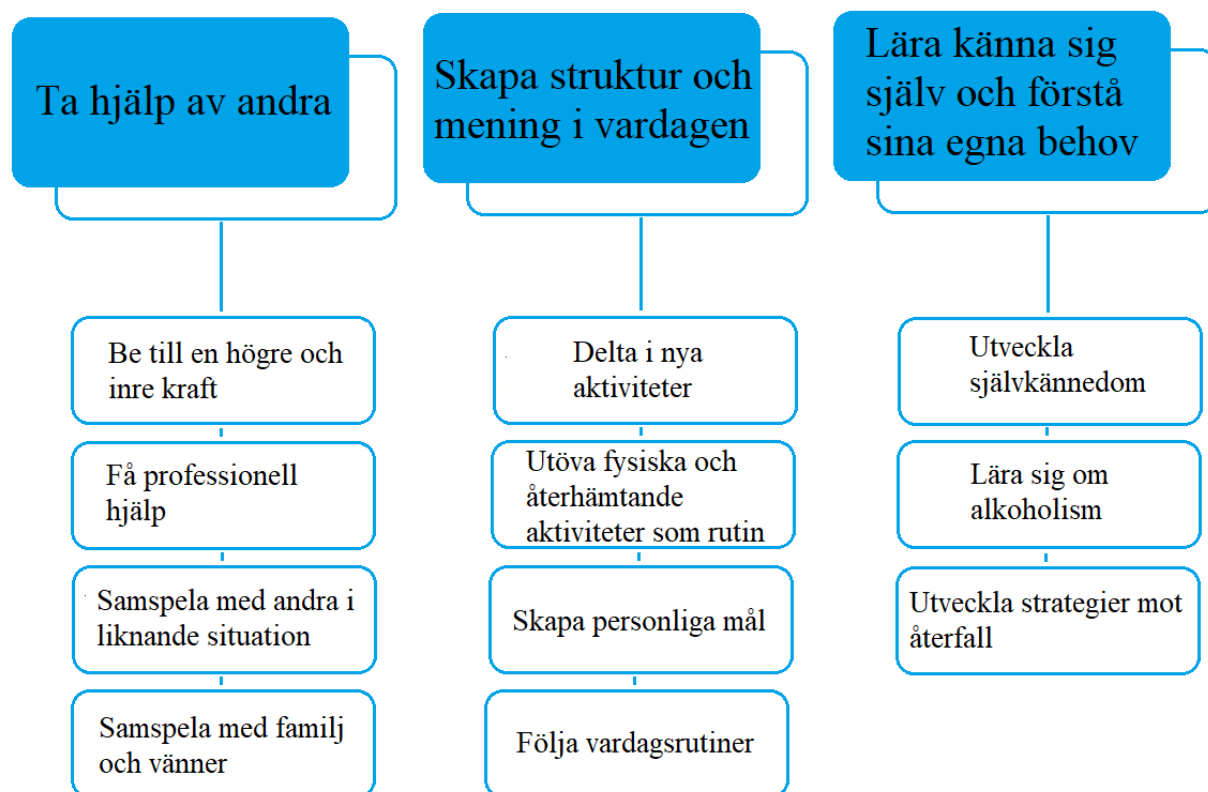 Ta hjälp av andra
Be till en högre och
inre kraft
Få professionell
hjälp
Samspela med andra i
liknande situation
Samspela med familj
och vänner
Skapa struktur och
mening i vardagen
Delta i nya
aktiviteter
Utöva fysiska och
återhämtande
aktiviteter som rutin
Skapa personliga mål
Följa vardagsrutiner
Lära känna sig
själv och förstå
sina egna behov
Utveckla
självkännedom
Lära sig om
alkoholism
Utveckla strategier mot
återfall